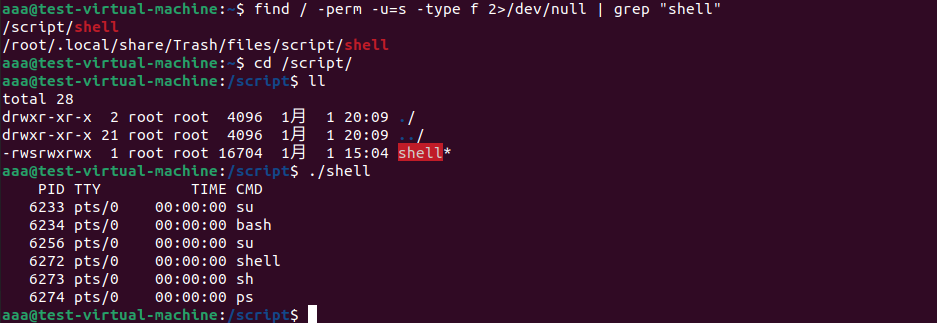 aaa@test-virtual-machine:~$ find / -perm -u=s -type f 2>/dev/null | grep "shell"
/script/shell
/root/.local/share/Trash/files/script/shell
aaa@test-virtual-machine:~$ cd /script/
aaa@test-virtual-machine:/script$ ll
total 28
drwxr-xr-x  2 root root  4096  1月   1 20:09 ./
drwxr-xr-x 21 root root  4096  1月   1 20:09 ../
-rwsrwxrwx  1 root root 16704  1月   1 15:04 shell*
aaa@test-virtual-machine:/script$ ./shell
    PID TTY          TIME CMD
   6233 pts/0    00:00:00 su
   6234 pts/0    00:00:00 bash
   6256 pts/0    00:00:00 su
   6272 pts/0    00:00:00 shell
   6273 pts/0    00:00:00 sh
   6274 pts/0    00:00:00 ps
aaa@test-virtual-machine:/script$